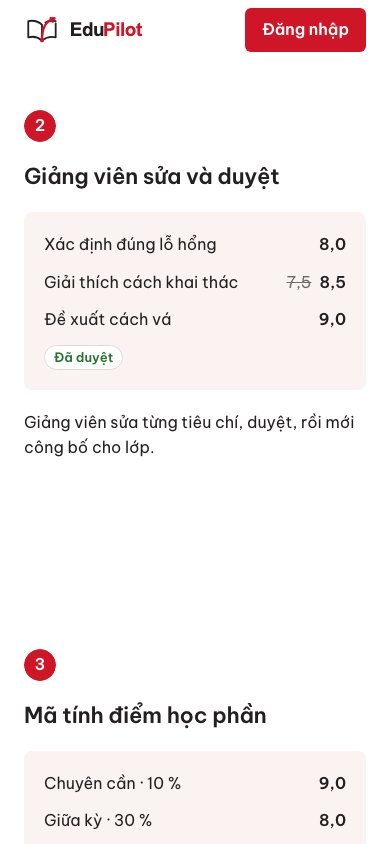 EduPilot
Đăng nhập
2
Giảng viên sửa và duyệt
Xác định đúng lỗ hổng 8,0
Giải thích cách khai thác 7,5 8,5
Đề xuất cách vá 9,0
Đã duyệt
Giảng viên sửa từng tiêu chí, duyệt, rồi mới
công bố cho lớp.
3
Mã tính điểm học phần
Chuyên cần · 10 % 9,0
Giữa kỳ · 30 % 8,0